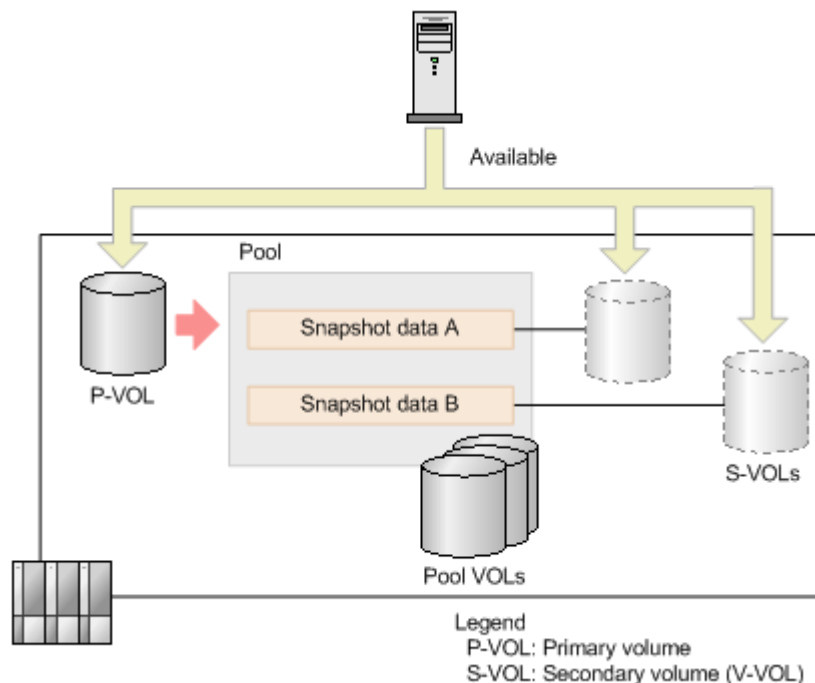 Available
Pool
Snapshot data A
P-VOL
Snapshot data B
S-VOLs
Pool VOLs
Legend
P-VOL: Primary volume
S-VOL: Secondary volume (V-VOL)